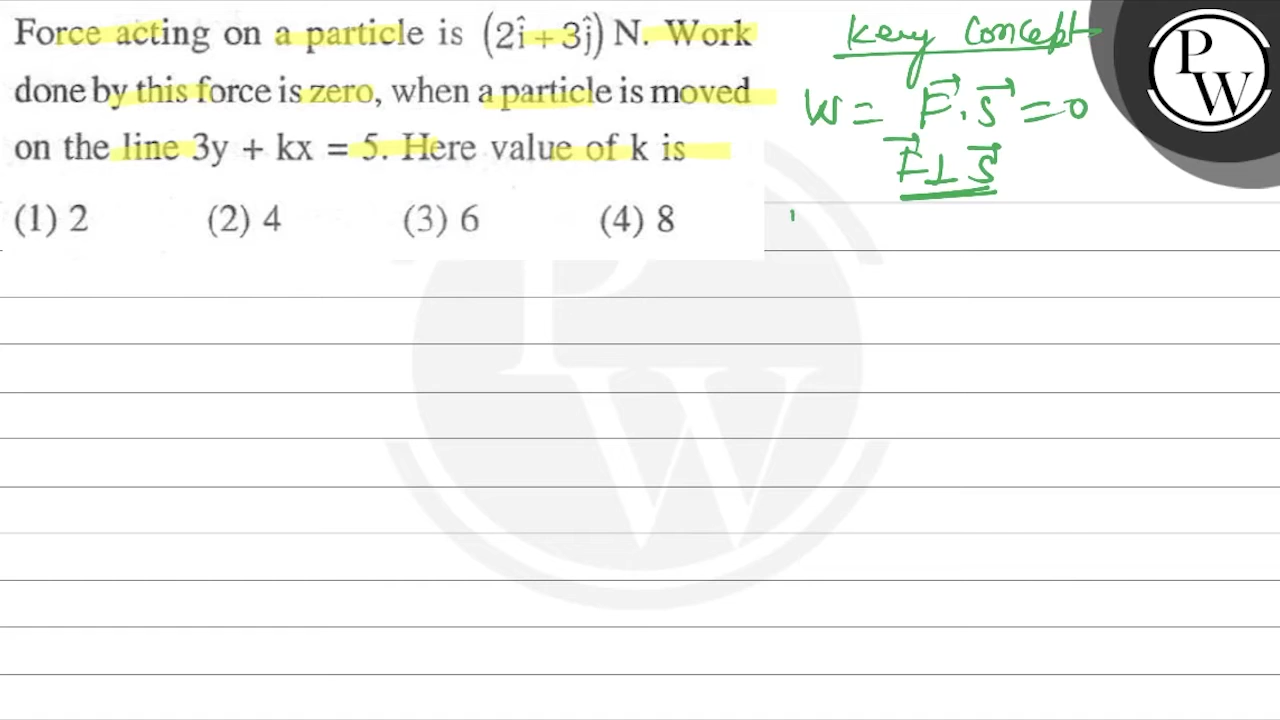 Force acting on a particle is (2î + 3ĵ) N. Work
done by this force is zero, when a particle is moved
on the line 3y + kx = 5. Here value of k is
(1) 2 (2) 4 (3) 6 (4) 8
Key Concept
W = F⃗.S⃗ = 0
F⃗ ⊥ S⃗
P
W
P
W